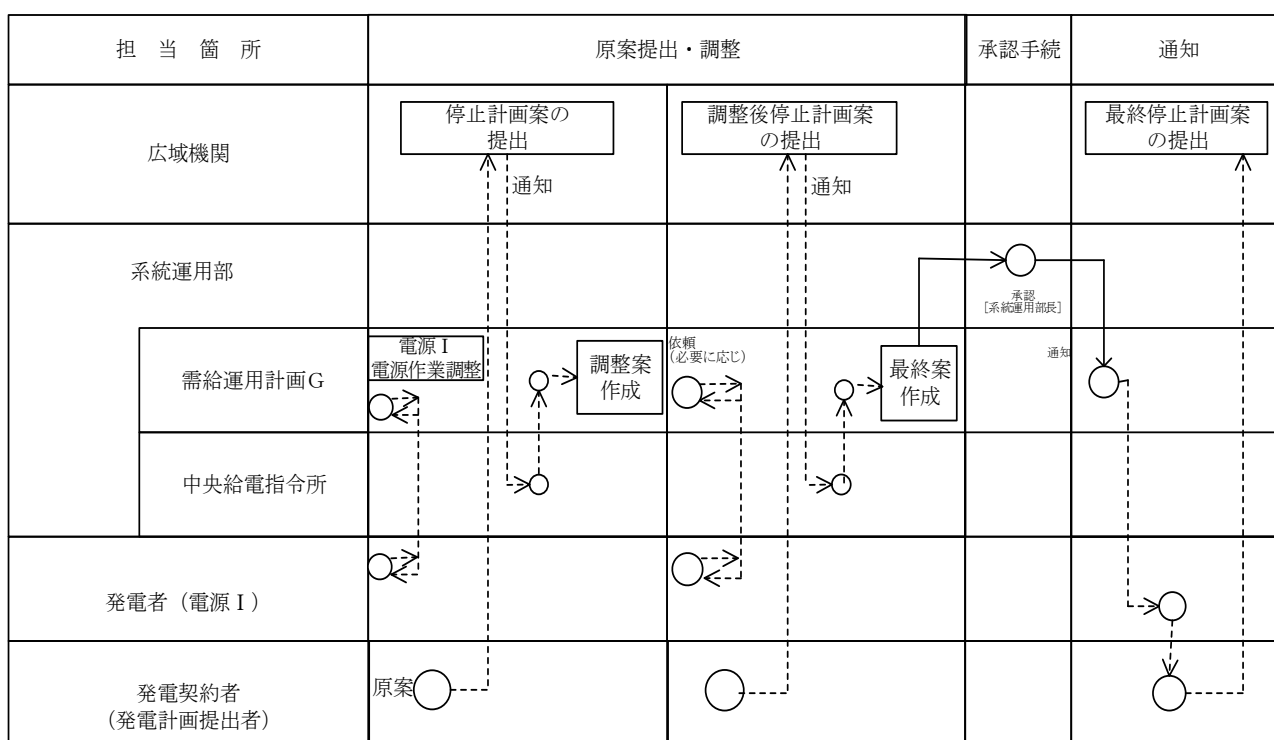 担 当 箇 所
原案提出・調整
承認手続
通知
広域機関
停止計画案の
提出
通知
調整後停止計画案
の提出
通知
最終停止計画案
の提出
系統運用部
承認
[系統運用部長]
需給運用計画G
電源Ⅰ
電源作業調整
調整案
作成
依頼
(必要に応じ)
最終案
作成
通知
中央給電指令所
発電者（電源Ⅰ）
発電契約者
(発電計画提出者)
原案